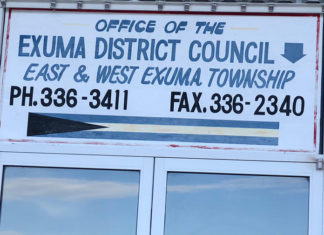 OFFICE OF THE
EXUMA DISTRICT COUNCIL
EAST & WEST EXUMA TOWNSHIP
PH. 336-3411 FAX. 336-2340